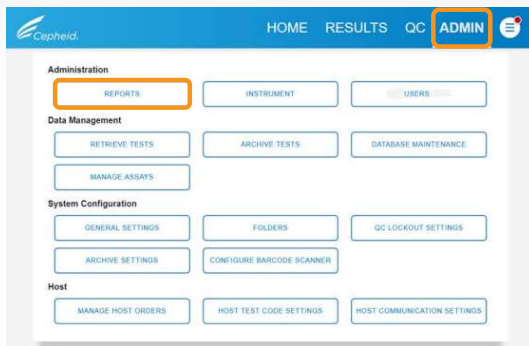 Cepheid. HOME RESULTS QC ADMIN
Administration
REPORTS INSTRUMENT USERS
Data Management
RETRIEVE TESTS ARCHIVE TESTS DATABASE MAINTENANCE
MANAGE ASSAYS
System Configuration
GENERAL SETTINGS FOLDERS QC LOCKOUT SETTINGS
ARCHIVE SETTINGS CONFIGURE BARCODE SCANNER
Host
MANAGE HOST ORDERS HOST TEST CODE SETTINGS HOST COMMUNICATION SETTINGS